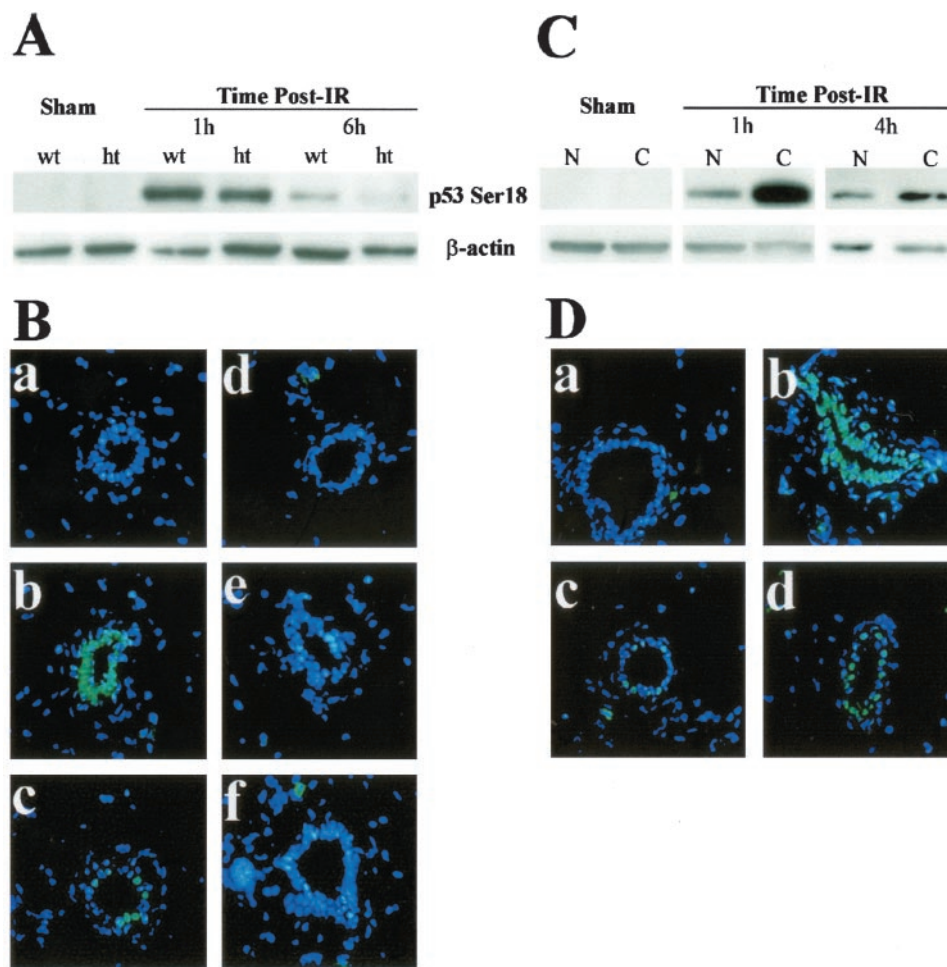 A
Sham
Time Post-IR
1h 6h
wt ht wt ht wt ht
p53 Ser18
β-actin
C
Sham
Time Post-IR
1h 4h
N C N C N C
B
a d
b e
c f
D
a b
c d